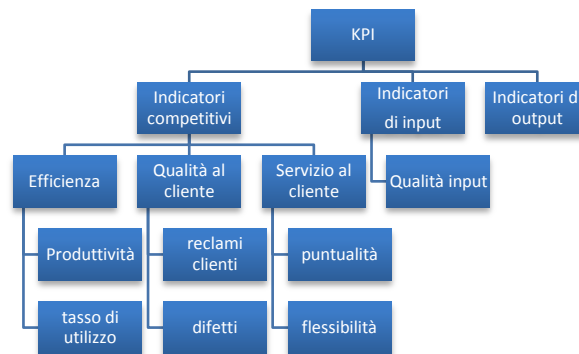 KPI
Indicatori
competitivi
Indicatori
di input
Indicatori di
output
Efficienza
Qualità al
cliente
Servizio al
cliente
Qualità input
Produttività
reclami
clienti
puntualità
tasso di
utilizzo
difetti
flessibilità